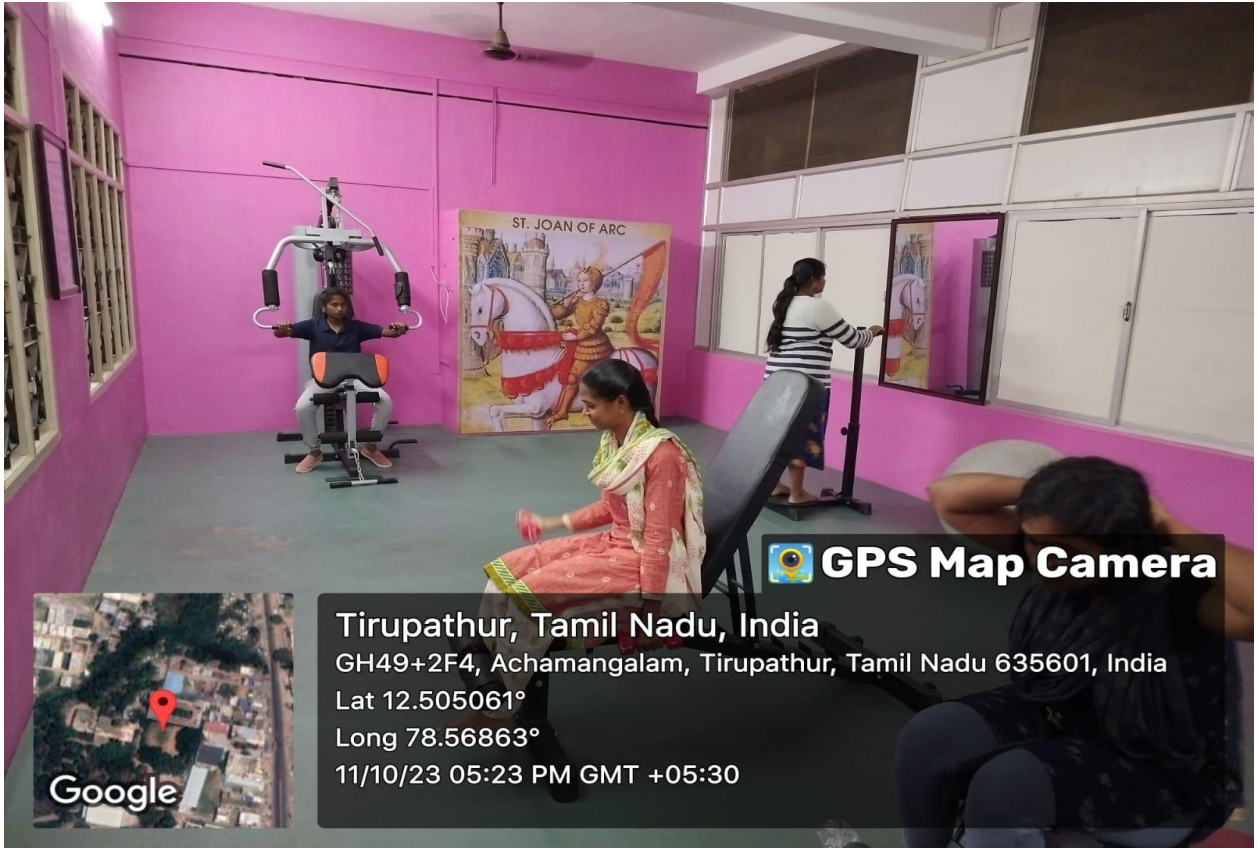 ST. JOAN OF ARC
GPS Map Camera
Tirupathur, Tamil Nadu, India
GH49+2F4, Achamangalam, Tirupathur, Tamil Nadu 635601, India
Lat 12.505061°
Long 78.56863°
11/10/23 05:23 PM GMT +05:30
Google